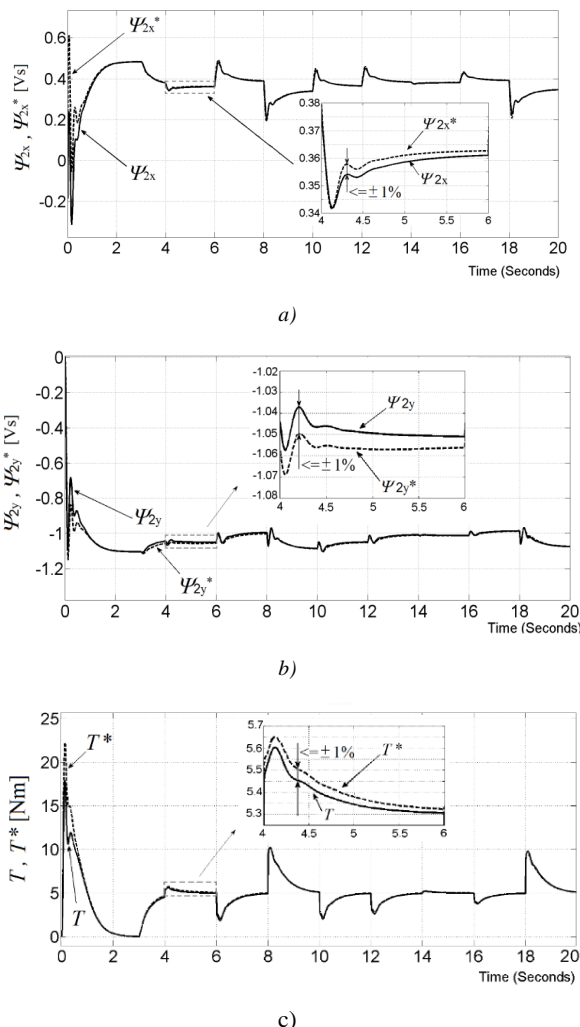 Ψ2x , Ψ2x* [Vs]
0.6
0.4
0.2
0
-0.2
Ψ2x*
Ψ2x
0.38
0.37
0.36
0.35
0.34
4 4.5 5 5.5 6
Ψ2x*
Ψ2x
<=±1%
0 2 4 6 8 10 12 14 16 18 20
Time (Seconds)
a)
Ψ2y , Ψ2y* [Vs]
0
-0.2
-0.4
-0.6
-0.8
-1
-1.2
Ψ2y
Ψ2y*
-1.02
-1.03
-1.04
-1.05
-1.06
-1.07
-1.08
4 4.5 5 5.5 6
Ψ2y
<=±1%
Ψ2y*
0 2 4 6 8 10 12 14 16 18 20
Time (Seconds)
b)
T , T* [Nm]
25
20
15
10
5
0
T*
T
5.7
5.6
5.5
5.4
5.3
4 4.5 5 5.5 6
<=±1%
T*
T
0 2 4 6 8 10 12 14 16 18 20
Time (Seconds)
c)